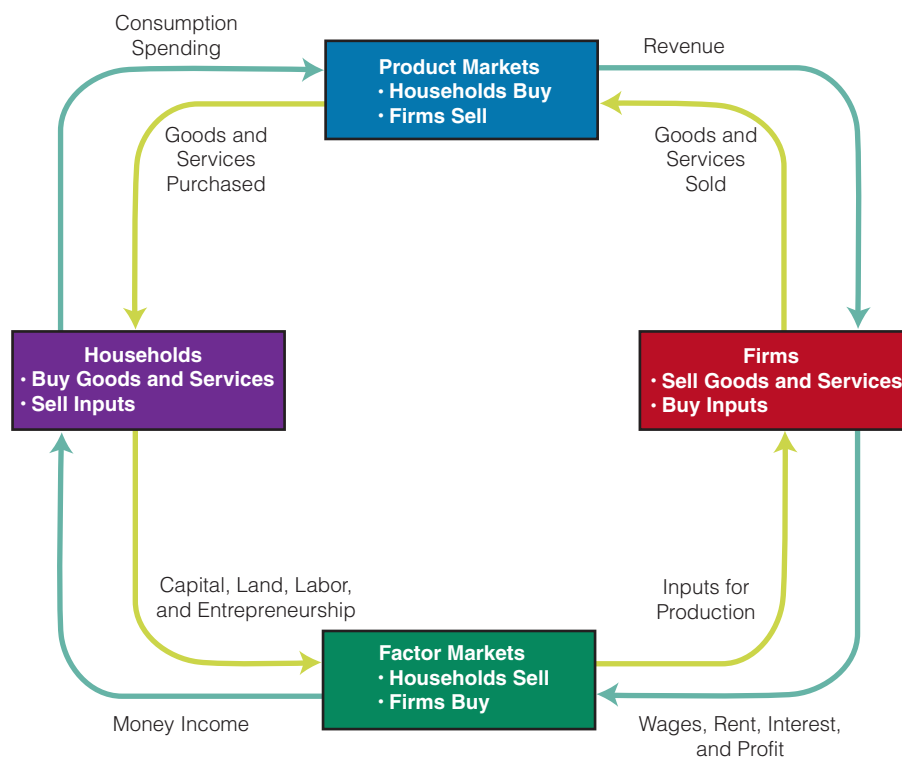 Consumption
Spending
Product Markets
· Households Buy
· Firms Sell
Revenue
Goods and
Services
Purchased
Goods and
Services
Sold
Households
· Buy Goods and Services
· Sell Inputs
Firms
· Sell Goods and Services
· Buy Inputs
Capital, Land, Labor,
and Entrepreneurship
Inputs for
Production
Factor Markets
· Households Sell
· Firms Buy
Money Income
Wages, Rent, Interest,
and Profit